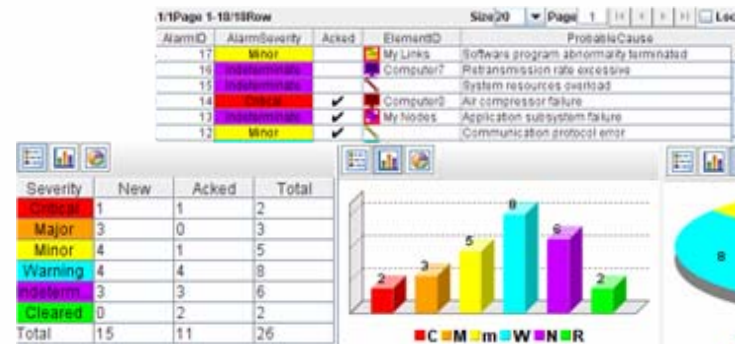 1/1Page 1-18/18Row Size 20 Page 1 Loc
AlarmID AlarmSeverity Acked ElementID ProbableCause
17 Minor My Links Software program abnormally terminated
16 Indeterminate Computer7 Retransmission rate excessive
15 Indeterminate System resources overload
14 Critical ✔ Computer0 Air compressor failure
13 Indeterminate ✔ My Nodes Application subsystem failure
12 Minor ✔ Communication protocol error
Severity New Acked Total
Critical 1 1 2
Major 3 0 3
Minor 4 1 5
Warning 4 4 8
Indeterm... 3 3 6
Cleared 0 2 2
Total 15 11 26
2 3 5 8 6 2
C M m W N R
8